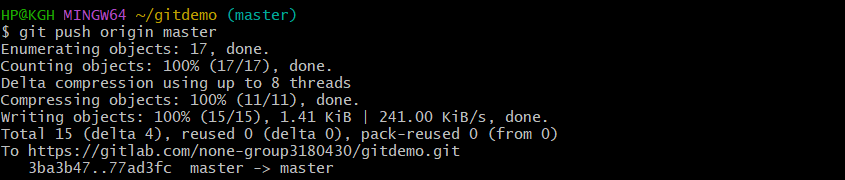 HP@KGH MINGW64 ~/gitdemo (master)
$ git push origin master
Enumerating objects: 17, done.
Counting objects: 100% (17/17), done.
Delta compression using up to 8 threads
Compressing objects: 100% (11/11), done.
Writing objects: 100% (15/15), 1.41 KiB | 241.00 KiB/s, done.
Total 15 (delta 4), reused 0 (delta 0), pack-reused 0 (from 0)
To https://gitlab.com/none-group3180430/gitdemo.git
   3ba3b47..77ad3fc  master -> master